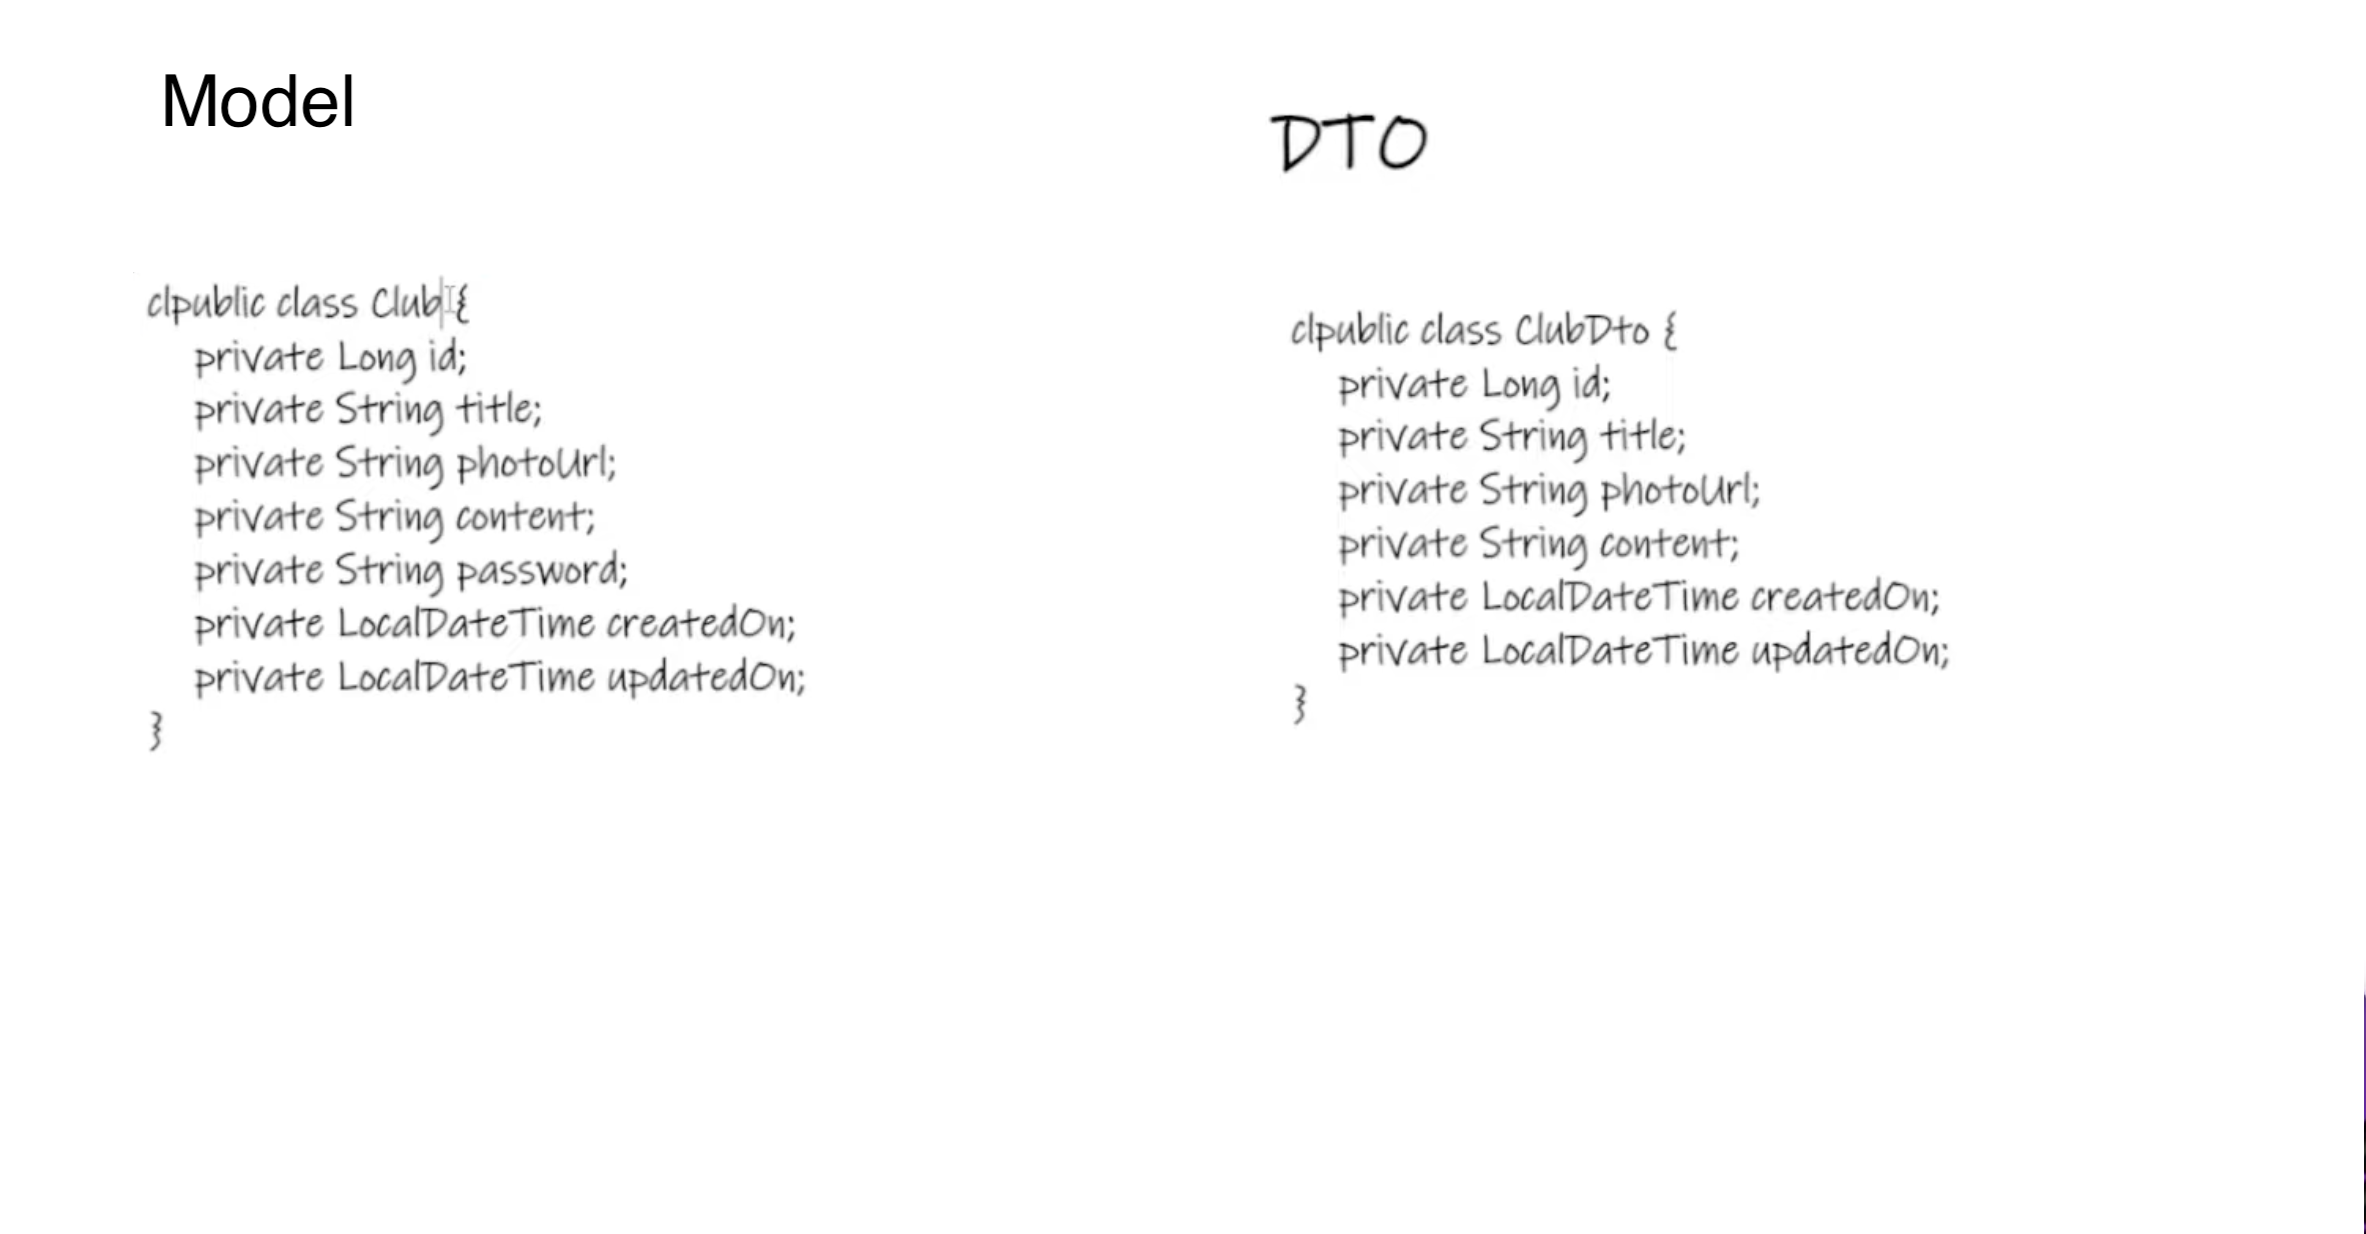 Model
clpublic class Club {
private Long id;
private String title;
private String photoUrl;
private String content;
private String password;
private LocalDateTime createdOn;
private LocalDateTime updatedOn;
}
DTO
clpublic class ClubDto {
private Long id;
private String title;
private String photoUrl;
private String content;
private LocalDateTime createdOn;
private LocalDateTime updatedOn;
}